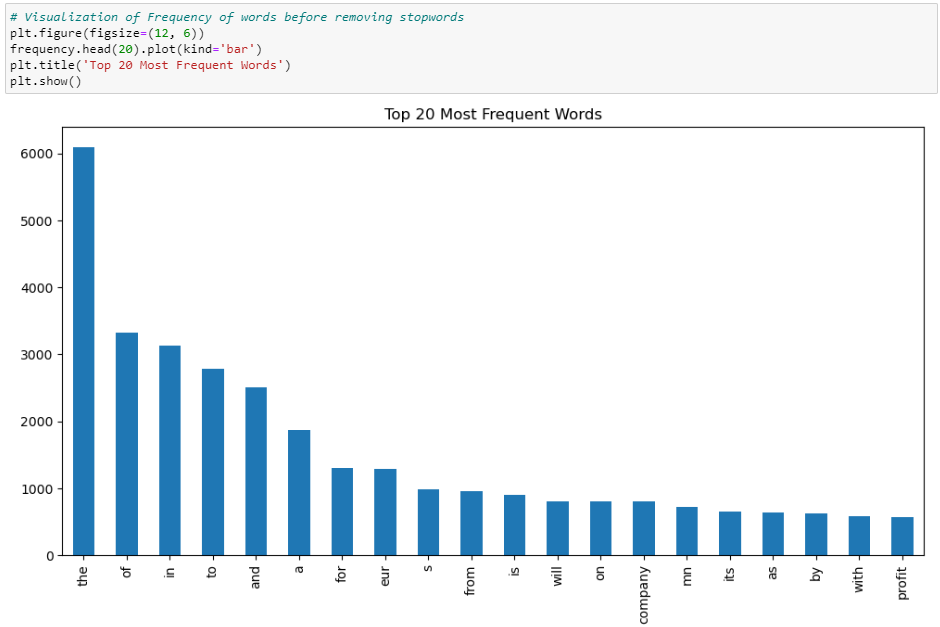 # Visualization of Frequency of words before removing stopwords
plt.figure(figsize=(12, 6))
frequency.head(20).plot(kind='bar')
plt.title('Top 20 Most Frequent Words')
plt.show()
Top 20 Most Frequent Words
6000
5000
4000
3000
2000
1000
0
the
of
in
to
and
a
for
eur
s
from
is
will
on
company
mn
its
as
by
with
profit